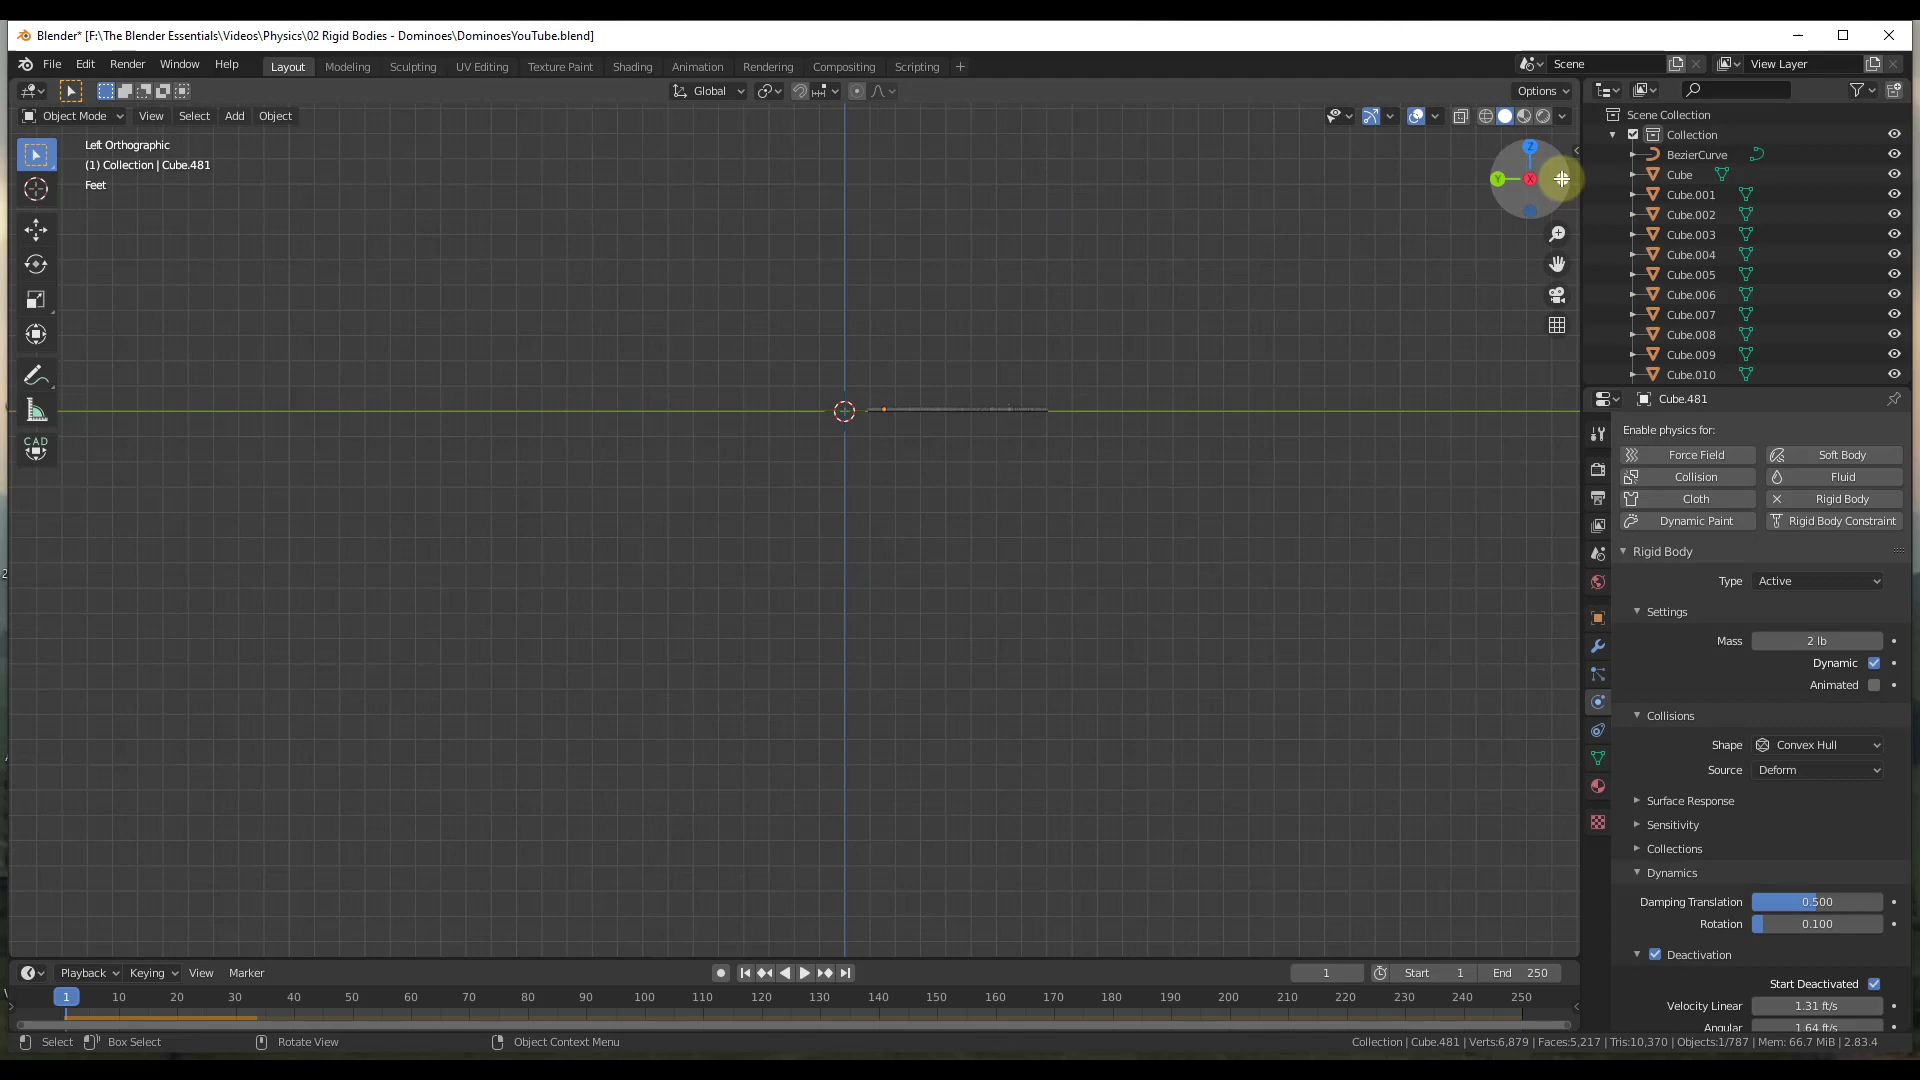 Blender* [F:\The Blender Essentials\Videos\Physics\02 Rigid Bodies - Dominoes\DominoesYouTube.blend]
File Edit Render Window Help Layout Modeling Sculpting UV Editing Texture Paint Shading Animation Rendering Compositing Scripting + Scene View Layer
Global Options
Object Mode View Select Add Object
Left Orthographic
(1) Collection | Cube.481
Feet
Z
Y X
CAD
Scene Collection
Collection
BezierCurve
Cube
Cube.001
Cube.002
Cube.003
Cube.004
Cube.005
Cube.006
Cube.007
Cube.008
Cube.009
Cube.010
Cube.481
Enable physics for:
Force Field Soft Body
Collision Fluid
Cloth Rigid Body
Dynamic Paint Rigid Body Constraint
Rigid Body
Type Active
Settings
Mass 2 lb
Dynamic
Animated
Collisions
Shape Convex Hull
Source Deform
Surface Response
Sensitivity
Collections
Dynamics
Damping Translation 0.500
Rotation 0.100
Deactivation
Start Deactivated
Velocity Linear 1.31 ft/s
Angular 1.64 ft/s
Playback Keying View Marker 1 Start 1 End 250
1 10 20 30 40 50 60 70 80 90 100 110 120 130 140 150 160 170 180 190 200 210 220 230 240 250
Select Box Select Rotate View Object Context Menu Collection | Cube.481 | Verts:6,879 | Faces:5,217 | Tris:10,370 | Objects:1/787 | Mem: 66.7 MiB | 2.83.4